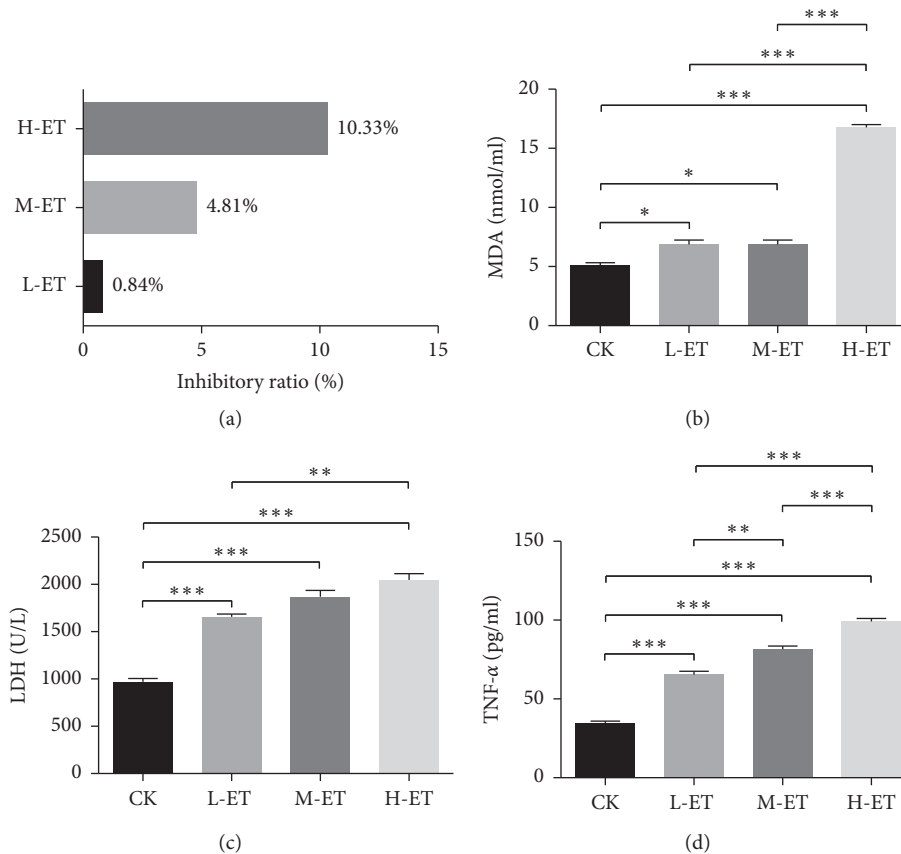 H-ET
10.33%
M-ET
4.81%
L-ET
0.84%
0 5 10 15
Inhibitory ratio (%)
(a)
***
***
***
*
*
20
15
10
5
0
MDA (nmol/ml)
CK L-ET M-ET H-ET
(b)
**
***
***
***
2500
2000
1500
1000
500
0
LDH (U/L)
CK L-ET M-ET H-ET
(c)
***
***
**
***
***
***
150
100
50
0
TNF-α (pg/ml)
CK L-ET M-ET H-ET
(d)